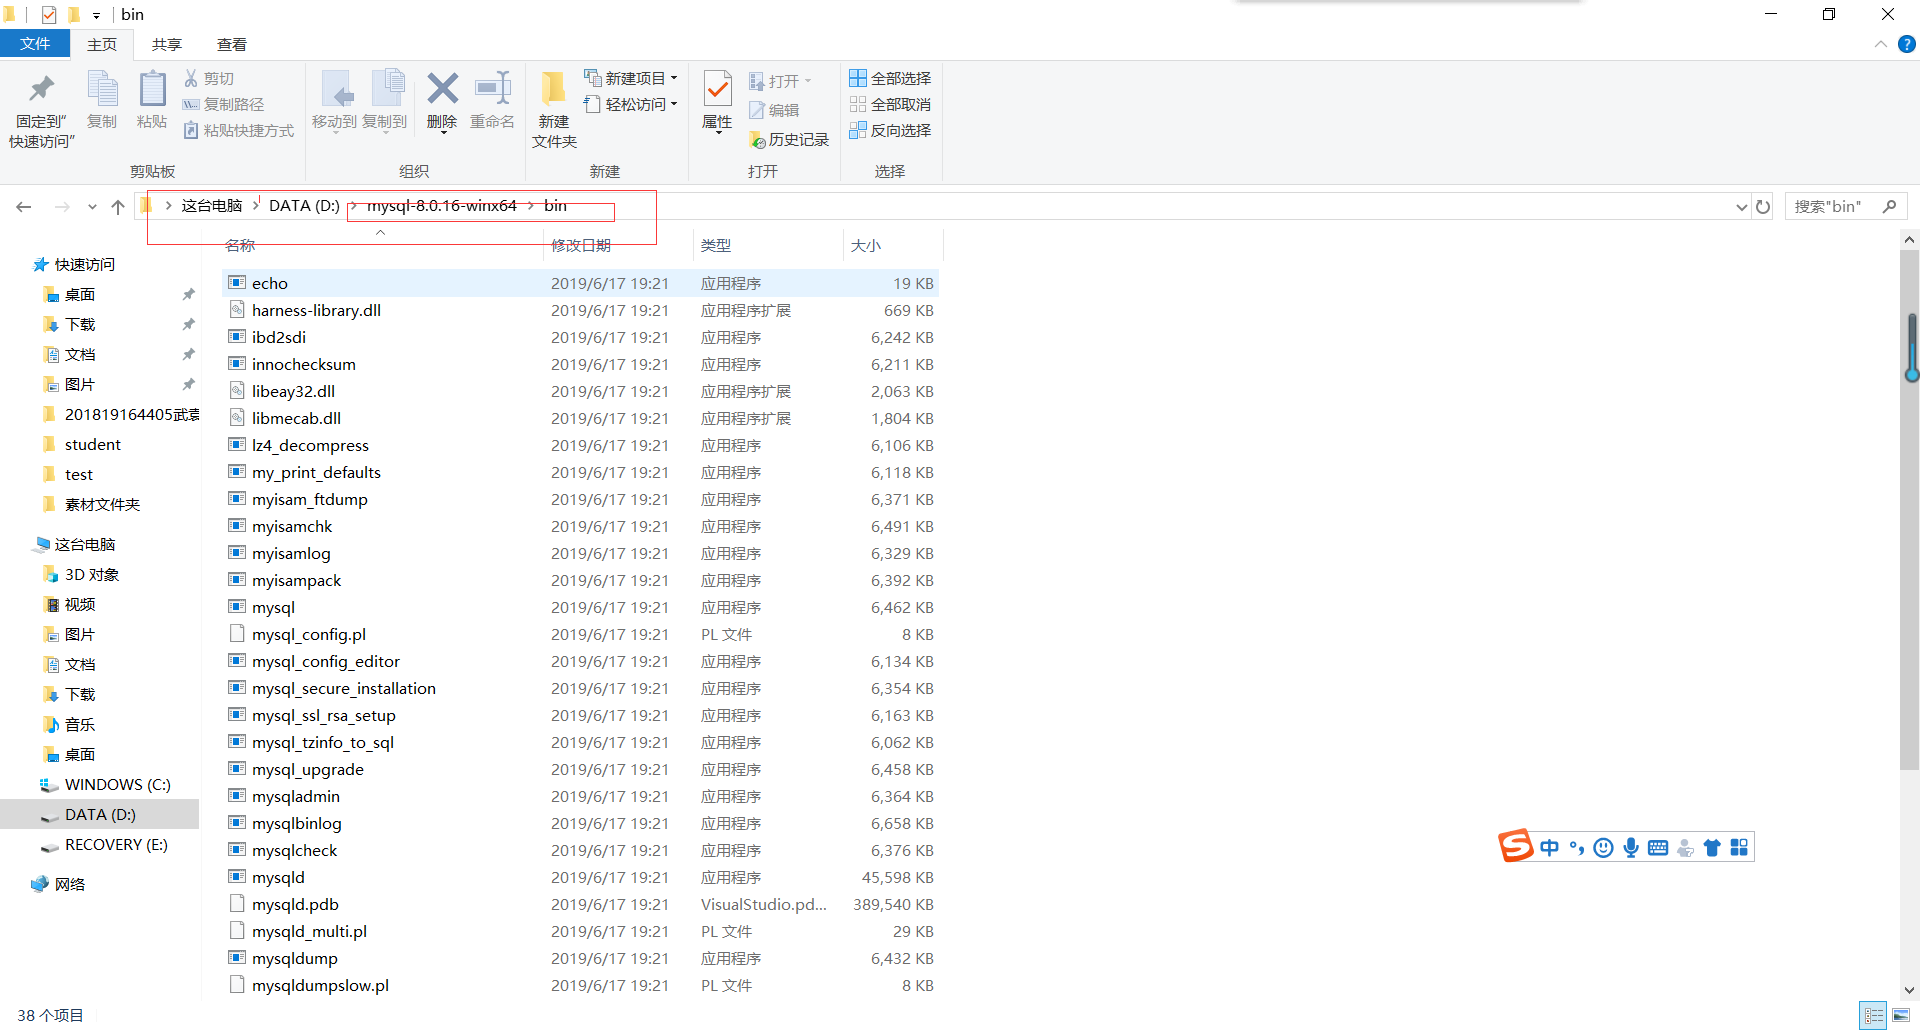 bin
文件 主页 共享 查看
固定到"快速访问"
复制
粘贴
剪切
复制路径
粘贴快捷方式
移动到
复制到
删除
重命名
新建文件夹
新建项目
轻松访问
属性
打开
编辑
历史记录
全部选择
全部取消
反向选择
剪贴板 组织 新建 打开 选择
这台电脑 DATA (D:) mysql-8.0.16-winx64 bin
搜索"bin"
快速访问
桌面
下载
文档
图片
201819164405武袁
student
test
素材文件夹
这台电脑
3D 对象
视频
图片
文档
下载
音乐
桌面
WINDOWS (C:)
DATA (D:)
RECOVERY (E:)
网络
名称 修改日期 类型 大小
echo 2019/6/17 19:21 应用程序 19 KB
harness-library.dll 2019/6/17 19:21 应用程序扩展 669 KB
ibd2sdi 2019/6/17 19:21 应用程序 6,242 KB
innochecksum 2019/6/17 19:21 应用程序 6,211 KB
libeay32.dll 2019/6/17 19:21 应用程序扩展 2,063 KB
libmecab.dll 2019/6/17 19:21 应用程序扩展 1,804 KB
lz4_decompress 2019/6/17 19:21 应用程序 6,106 KB
my_print_defaults 2019/6/17 19:21 应用程序 6,118 KB
myisam_ftdump 2019/6/17 19:21 应用程序 6,371 KB
myisamchk 2019/6/17 19:21 应用程序 6,491 KB
myisamlog 2019/6/17 19:21 应用程序 6,329 KB
myisampack 2019/6/17 19:21 应用程序 6,392 KB
mysql 2019/6/17 19:21 应用程序 6,462 KB
mysql_config.pl 2019/6/17 19:21 PL 文件 8 KB
mysql_config_editor 2019/6/17 19:21 应用程序 6,134 KB
mysql_secure_installation 2019/6/17 19:21 应用程序 6,354 KB
mysql_ssl_rsa_setup 2019/6/17 19:21 应用程序 6,163 KB
mysql_tzinfo_to_sql 2019/6/17 19:21 应用程序 6,062 KB
mysql_upgrade 2019/6/17 19:21 应用程序 6,458 KB
mysqladmin 2019/6/17 19:21 应用程序 6,364 KB
mysqlbinlog 2019/6/17 19:21 应用程序 6,658 KB
mysqlcheck 2019/6/17 19:21 应用程序 6,376 KB
mysqld 2019/6/17 19:21 应用程序 45,598 KB
mysqld.pdb 2019/6/17 19:21 VisualStudio.pd... 389,540 KB
mysqld_multi.pl 2019/6/17 19:21 PL 文件 29 KB
mysqldump 2019/6/17 19:21 应用程序 6,432 KB
mysqldumpslow.pl 2019/6/17 19:21 PL 文件 8 KB
S 中
38 个项目